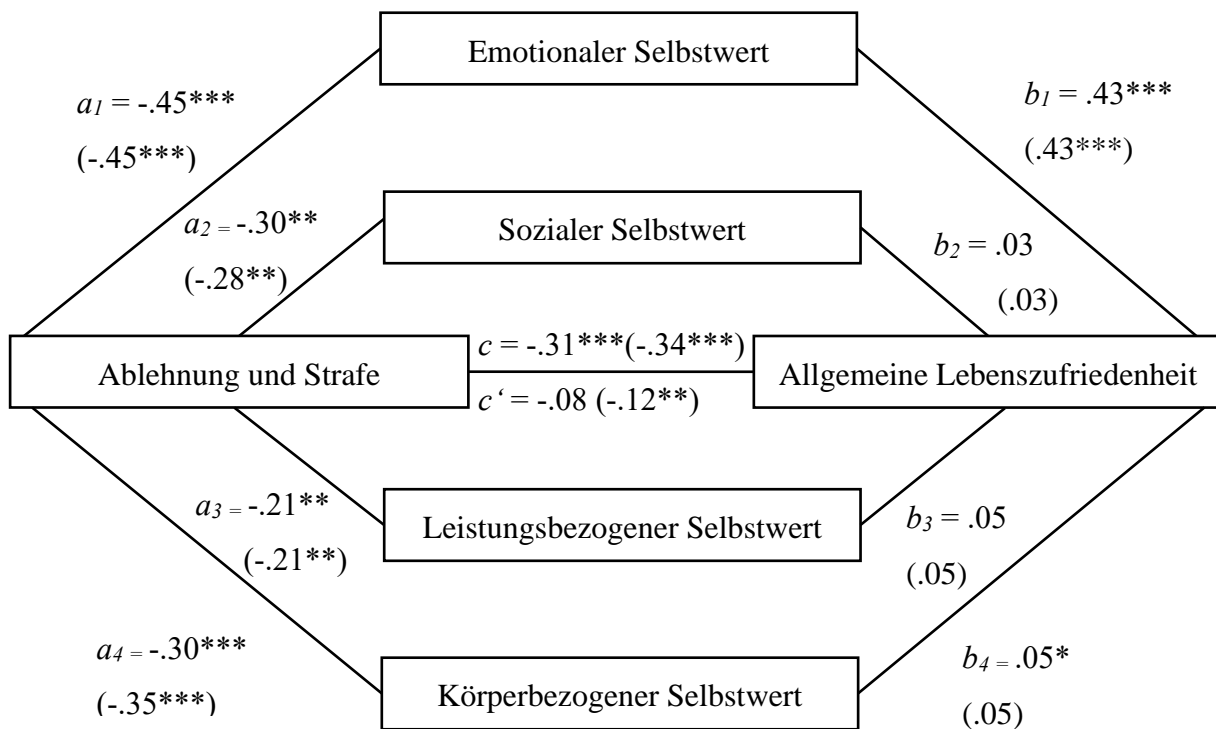 Emotionaler Selbstwert
a1 = -.45***
(-.45***)
b1 = .43***
(.43***)
a2 = -.30**
(-.28**)
Sozialer Selbstwert
b2 = .03
(.03)
Ablehnung und Strafe
c = -.31***(-.34***)
c‘ = -.08 (-.12**)
Allgemeine Lebenszufriedenheit
a3 = -.21**
(-.21**)
Leistungsbezogener Selbstwert
b3 = .05
(.05)
a4 = -.30***
(-.35***)
Körperbezogener Selbstwert
b4 = .05*
(.05)